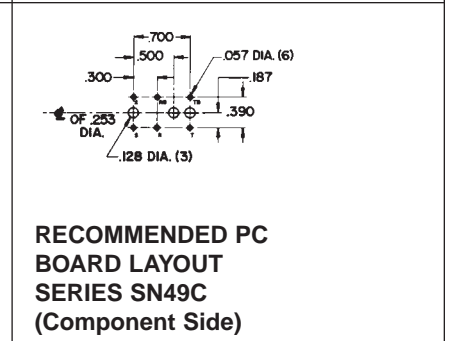 .700
.500
.057 DIA. (6)
.300
.187
.390
OF .253
DIA.
.128 DIA. (3)
RECOMMENDED PC
BOARD LAYOUT
SERIES SN49C
(Component Side)